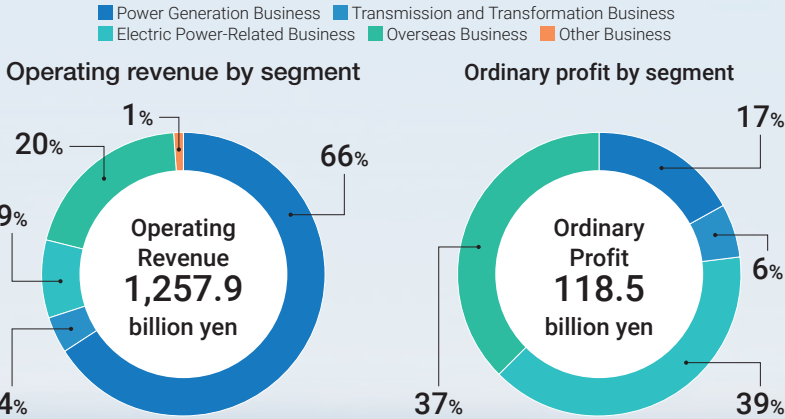 Power Generation Business Transmission and Transformation Business
Electric Power-Related Business Overseas Business Other Business
Operating revenue by segment
1%
20%
66%
9%
4%
Operating
Revenue
1,257.9
billion yen
Ordinary profit by segment
17%
6%
39%
37%
Ordinary
Profit
118.5
billion yen